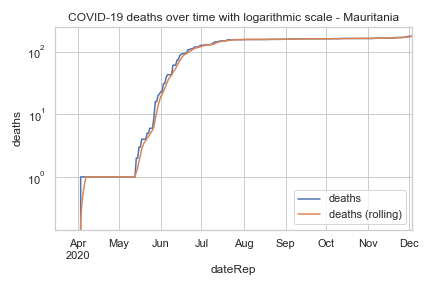 COVID-19 deaths over time with logarithmic scale - Mauritania
deaths
10²
10¹
10⁰
deaths
deaths (rolling)
Apr May Jun Jul Aug Sep Oct Nov Dec
2020
dateRep